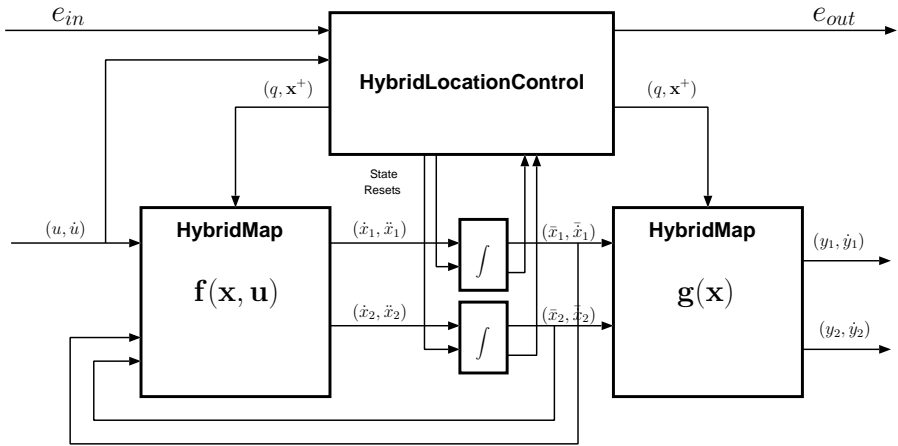 e_in
e_out
HybridLocationControl
(q, x⁺)
(q, x⁺)
State
Resets
(u, u̇)
HybridMap
f(x, u)
(ẋ₁, ẍ₁)
∫
(x̄₁, x̄̇₁)
HybridMap
g(x)
(y₁, ẏ₁)
(ẋ₂, ẍ₂)
∫
(x̄₂, x̄̇₂)
(y₂, ẏ₂)